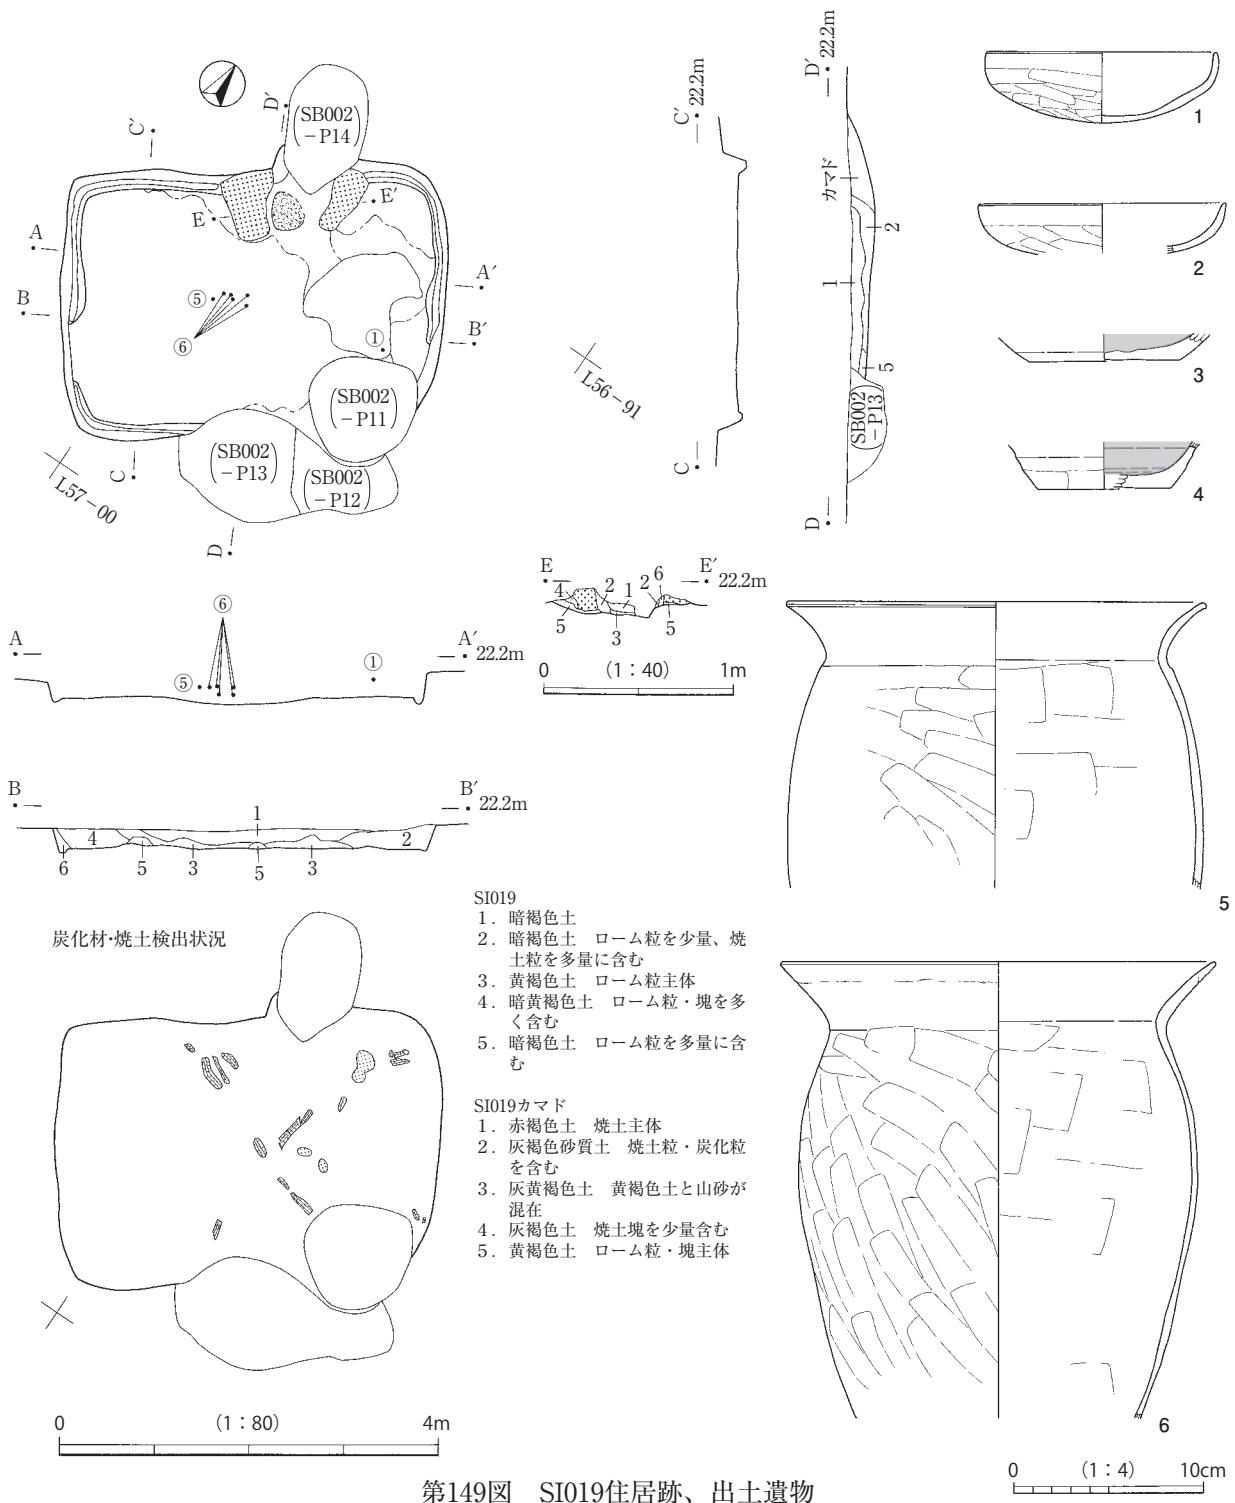 C′
D′
(SB002
－P14)
E
E′
A
A′
B
B′
⑤
⑥
①
(SB002
－P11)
(SB002
－P13)
(SB002
－P12)
C
D
L57－00
L56－91
C′ 22.2m
C
D′ 22.2m
カマド
2
1
5
(SB002
－P13)
D
1
2
3
4
A
A′ 22.2m
⑥
⑤
①
E
E′ 22.2m
4
2
1
2
6
5
3
5
0 （1：40） 1m
B
B′ 22.2m
1
4
2
6
5
3
5
3
5
炭化材・焼土検出状況
SI019
1．暗褐色土
2．暗褐色土　ローム粒を少量、焼
土粒を多量に含む
3．黄褐色土　ローム粒主体
4．暗黄褐色土　ローム粒・塊を多
く含む
5．暗褐色土　ローム粒を多量に含
む
SI019カマド
1．赤褐色土　焼土主体
2．灰褐色砂質土　焼土粒・炭化粒
を含む
3．灰黄褐色土　黄褐色土と山砂が
混在
4．灰褐色土　焼土塊を少量含む
5．黄褐色土　ローム粒・塊主体
6
0 （1：80） 4m
0 （1：4） 10cm
第149図　SI019住居跡、出土遺物